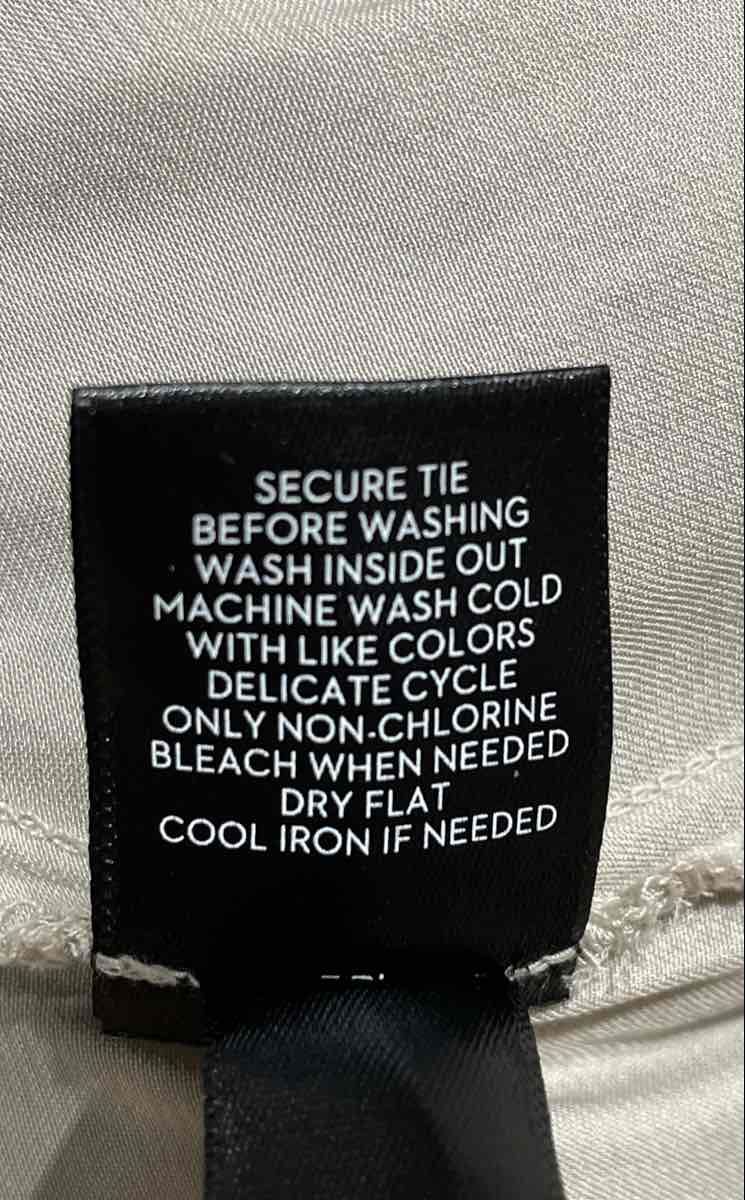 SECURE TIE
BEFORE WASHING
WASH INSIDE OUT
MACHINE WASH COLD
WITH LIKE COLORS
DELICATE CYCLE
ONLY NON-CHLORINE
BLEACH WHEN NEEDED
DRY FLAT
COOL IRON IF NEEDED